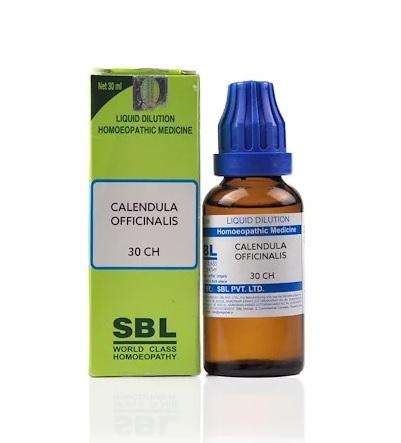 Net 30 ml
LIQUID DILUTION
HOMOEOPATHIC MEDICINE
CALENDULA
OFFICINALIS
30 CH
SBL
WORLD CLASS
HOMOEOPATHY
LIQUID DILUTION
Homoeopathic Medicine
BL
CALENDULA
OFFICINALIS
30 CH
SBL PVT. LTD.